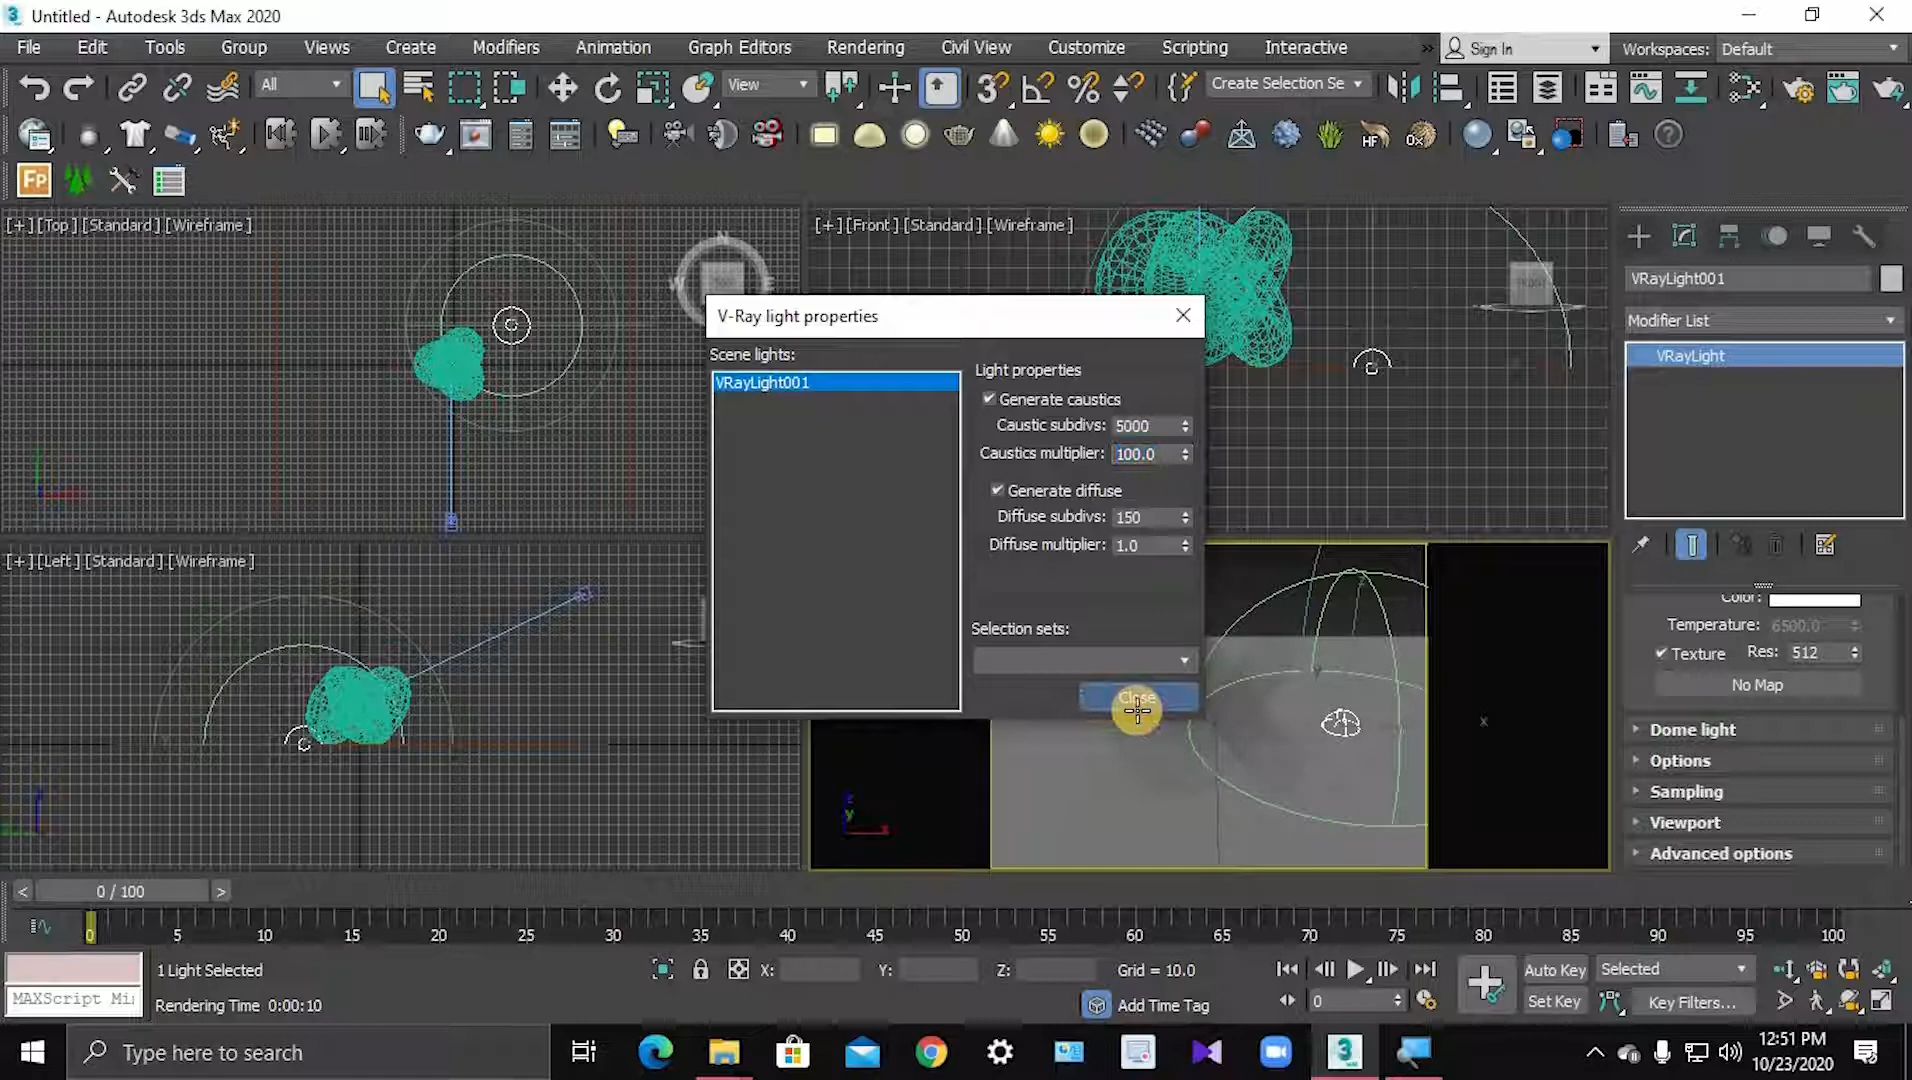 Untitled - Autodesk 3ds Max 2020
File Edit Tools Group Views Create Modifiers Animation Graph Editors Rendering Civil View Customize Scripting Interactive » Sign In Workspaces: Default
All View Create Selection Se
HF
Fp
[+][Top][Standard][Wireframe]
[+][Front][Standard][Wireframe]
VRayLight001
V-Ray light properties
Modifier List
Scene lights:
VRayLight
Light properties
VRayLight001
Generate caustics
Caustic subdivs: 5000
Caustics multiplier: 100.0
Generate diffuse
Diffuse subdivs: 150
Diffuse multiplier: 1.0
[+][Left][Standard][Wireframe]
Color:
Temperature: 6500.0
Selection sets:
Texture Res: 512
No Map
Close
Dome light
Options
Sampling
Viewport
Advanced options
< 0 / 100 >
0 5 10 15 20 25 30 35 40 45 50 55 60 65 70 75 80 85 90 95 100
1 Light Selected X: Y: Z: Grid = 10.0 Auto Key Selected
MAXScript Mi
Rendering Time 0:00:10 Add Time Tag 0 Set Key Key Filters...
Type here to search
12:51 PM
10/23/2020